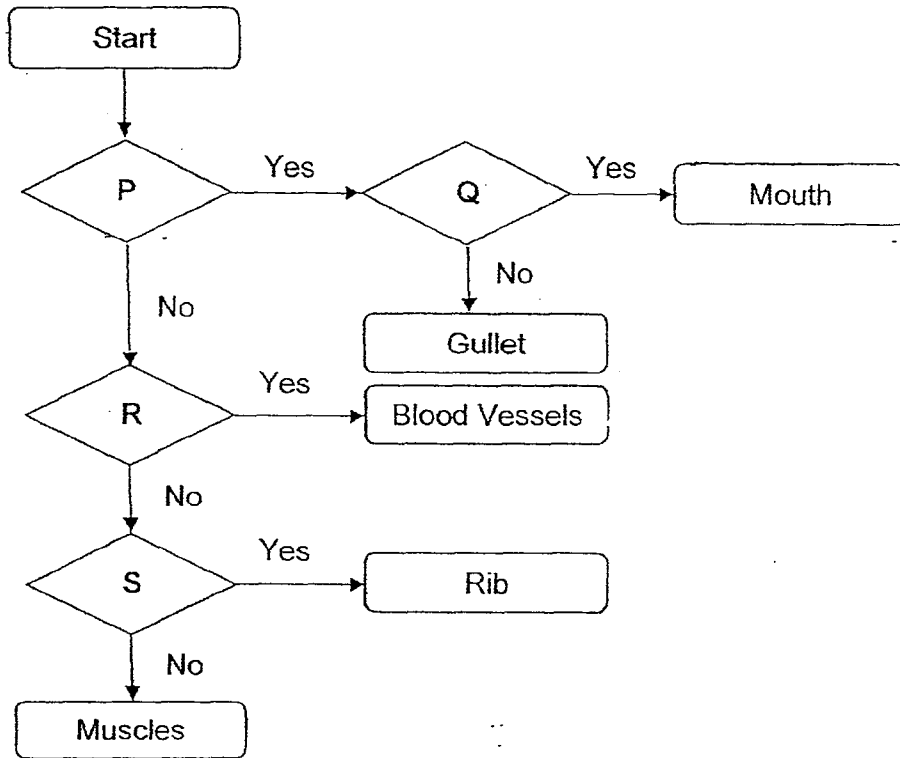 Start
P
Yes
Q
Yes
Mouth
No
No
Gullet
R
Yes
Blood Vessels
No
S
Yes
Rib
No
Muscles